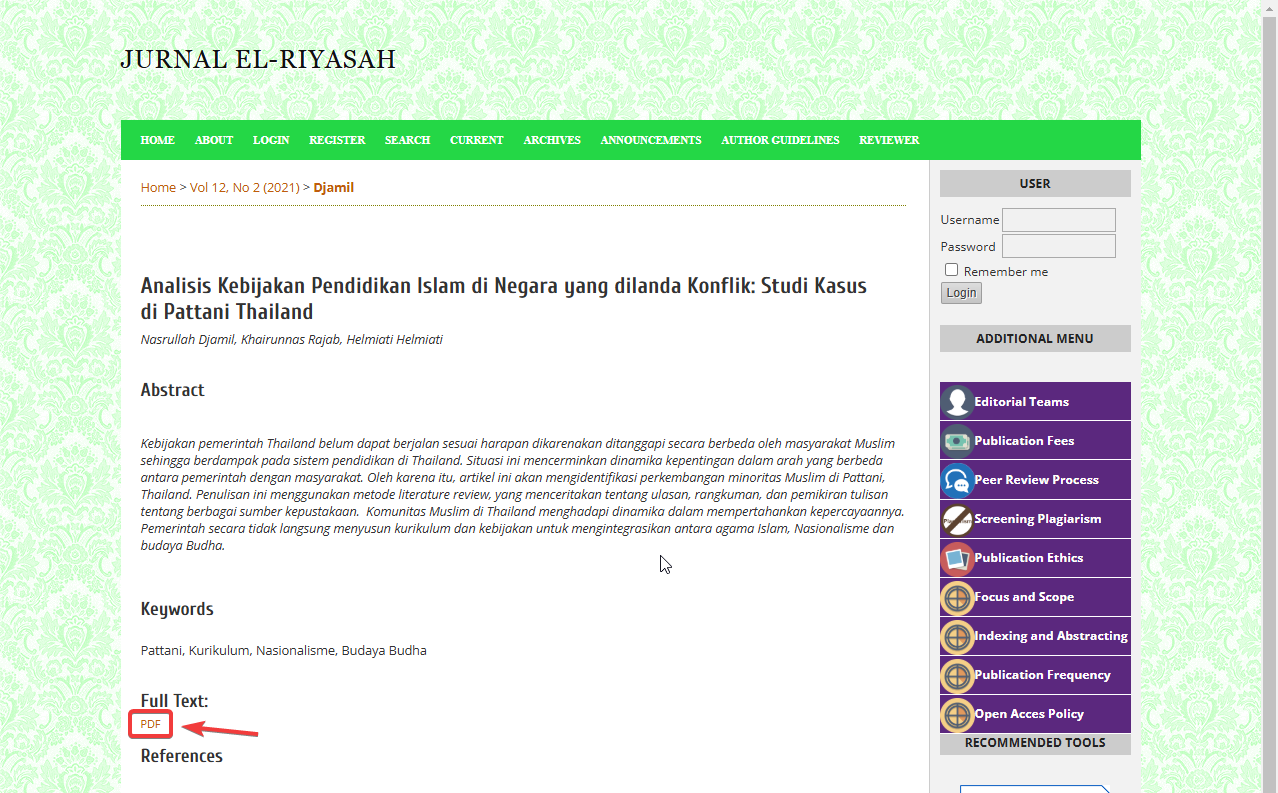 JURNAL EL-RIYASAH
HOME ABOUT LOGIN REGISTER SEARCH CURRENT ARCHIVES ANNOUNCEMENTS AUTHOR GUIDELINES REVIEWER
Home > Vol 12, No 2 (2021) > Djamil
Analisis Kebijakan Pendidikan Islam di Negara yang dilanda Konflik: Studi Kasus
di Pattani Thailand
Nasrullah Djamil, Khairunnas Rajab, Helmiati Helmiati
Abstract
Kebijakan pemerintah Thailand belum dapat berjalan sesuai harapan dikarenakan ditanggapi secara berbeda oleh masyarakat Muslim
sehingga berdampak pada sistem pendidikan di Thailand. Situasi ini mencerminkan dinamika kepentingan dalam arah yang berbeda
antara pemerintah dengan masyarakat. Oleh karena itu, artikel ini akan mengidentifikasi perkembangan minoritas Muslim di Pattani,
Thailand. Penulisan ini menggunakan metode literature review, yang menceritakan tentang ulasan, rangkuman, dan pemikiran tulisan
tentang berbagai sumber kepustakaan.  Komunitas Muslim di Thailand menghadapi dinamika dalam mempertahankan kepercayaannya.
Pemerintah secara tidak langsung menyusun kurikulum dan kebijakan untuk mengintegrasikan antara agama Islam, Nasionalisme dan
budaya Budha.
Keywords
Pattani, Kurikulum, Nasionalisme, Budaya Budha
Full Text:
PDF
References
USER
Username
Password
Remember me
Login
ADDITIONAL MENU
Editorial Teams
Publication Fees
Peer Review Process
Screening Plagiarism
Publication Ethics
Focus and Scope
Indexing and Abstracting
Publication Frequency
Open Acces Policy
RECOMMENDED TOOLS